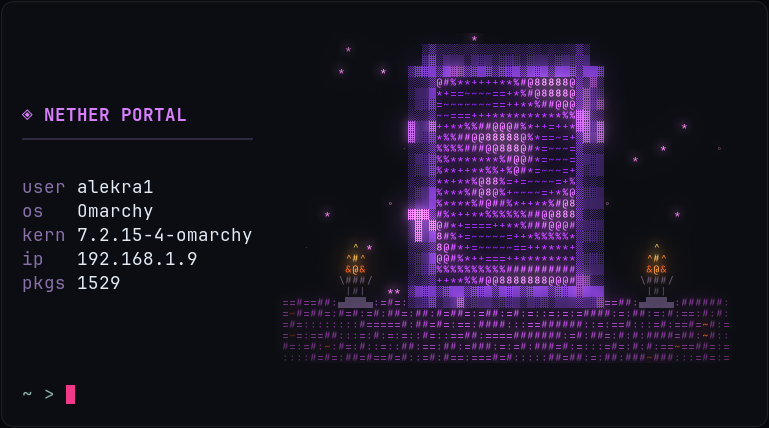 ◈ NETHER PORTAL
user alekra1
os Omarchy
kern 7.2.15-4-omarchy
ip 192.168.1.9
pkgs 1529
~ >